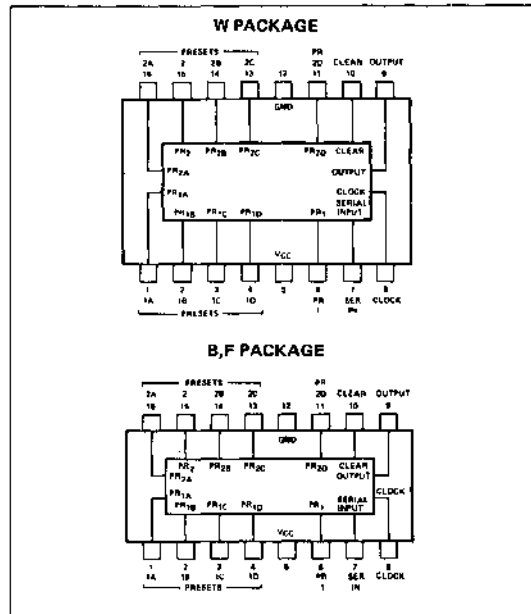 W PACKAGE
PRESETS PR
2A 2 2B 2C 2D CLEAR OUTPUT
16 15 14 13 12 11 10 9
GND
PR2 PR2B PR2C PR2D CLEAR
PR2A OUTPUT
PR1A CLOCK
SERIAL
PR1B PR1C PR1D PR1 INPUT
VCC
1 2 3 4 5 6 7 8
1A 1B 1C 1D PR SER CLOCK
1 IN
PRESETS
B,F PACKAGE
PRESETS PR
2A 2 2B 2C 2D CLEAR OUTPUT
16 15 14 13 12 11 10 9
GND
PR2 PR2B PR2C PR2D CLEAR
PR2A OUTPUT
PR1A CLOCK
PR1B PR1C PR1D PR1 SERIAL
INPUT
VCC
1 2 3 4 5 6 7 8
1A 1B 1C 1D PR SER CLOCK
PRESETS 1 IN